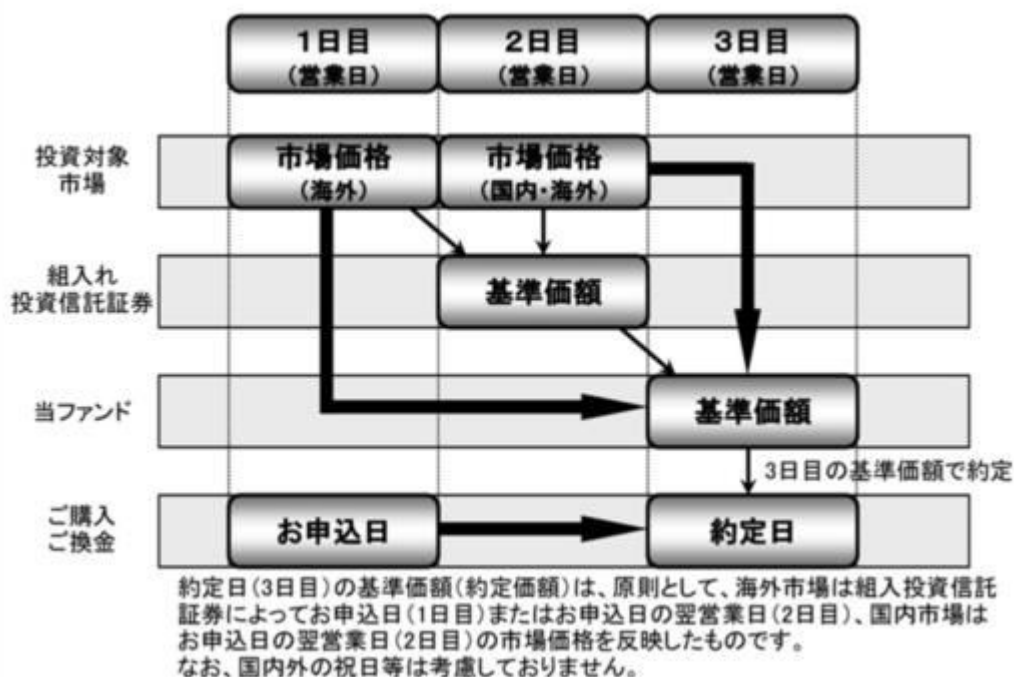 1日目 2日目 3日目
(営業日) (営業日) (営業日)
投資対象
市場
市場価格
(海外)
市場価格
(国内・海外)
組入れ
投資信託証券
基準価額
当ファンド
基準価額
3日目の基準価額で約定
ご購入
ご換金
お申込日
約定日
約定日(3日目)の基準価額(約定価額)は、原則として、海外市場は組入投資信託
証券によってお申込日(1日目)またはお申込日の翌営業日(2日目)、国内市場は
お申込日の翌営業日(2日目)の市場価格を反映したものです。
なお、国内外の祝日等は考慮しておりません。